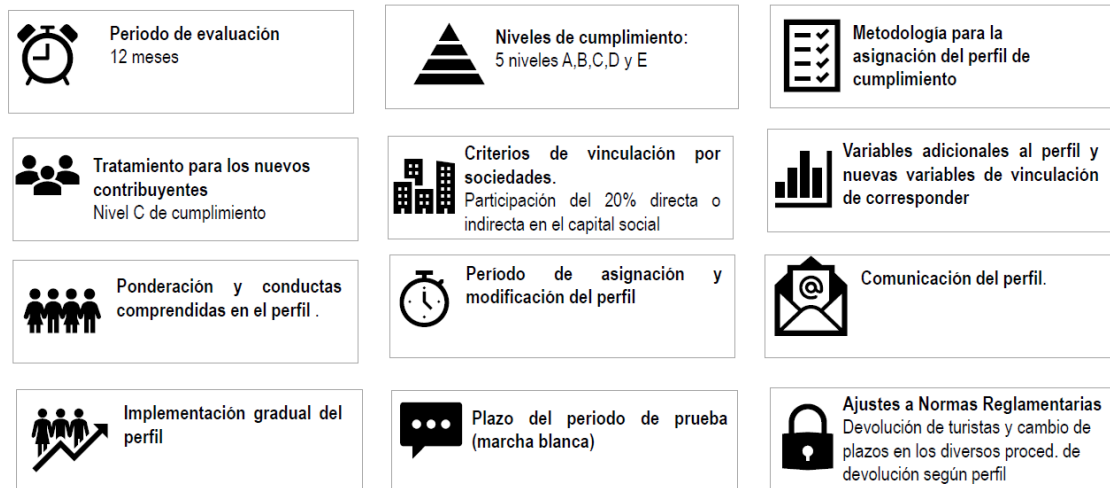 Periodo de evaluación
12 meses
Niveles de cumplimiento:
5 niveles A,B,C,D y E
Metodología para la
asignación del perfil de
cumplimiento
Tratamiento para los nuevos
contribuyentes
Nivel C de cumplimiento
Criterios de vinculación por
sociedades.
Participación del 20% directa o
indirecta en el capital social
Variables adicionales al perfil y
nuevas variables de vinculación
de corresponder
Ponderación y conductas
comprendidas en el perfil .
Período de asignación y
modificación del perfil
@
Comunicación del perfil.
Implementación gradual del
perfil
Plazo del periodo de prueba
(marcha blanca)
Ajustes a Normas Reglamentarias
Devolución de turistas y cambio de
plazos en los diversos proced. de
devolución según perfil